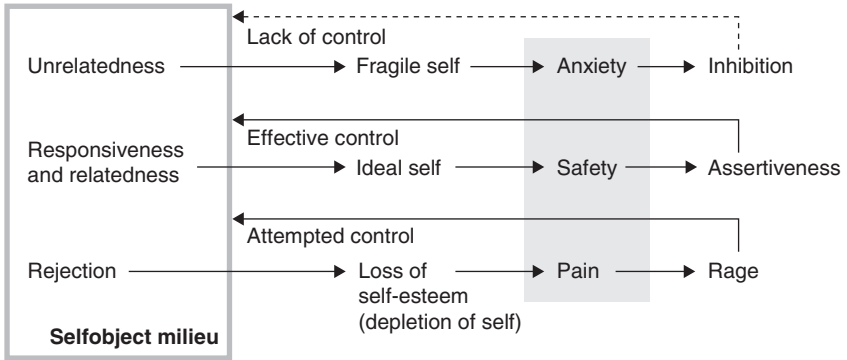 Lack of control
Unrelatedness Fragile self Anxiety Inhibition
Effective control
Responsiveness
and relatedness Ideal self Safety Assertiveness
Attempted control
Rejection Loss of Pain Rage
self-esteem
(depletion of self)
Selfobject milieu